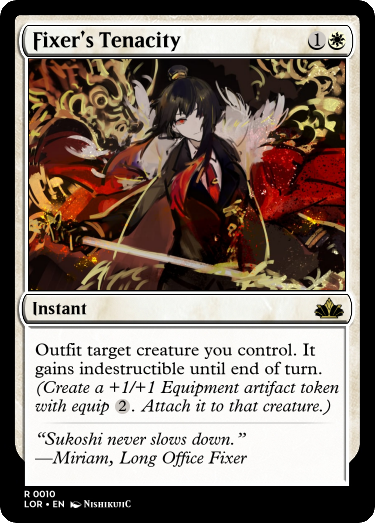 Fixer's Tenacity 1
Instant
Outfit target creature you control. It
gains indestructible until end of turn.
(Create a +1/+1 Equipment artifact token
with equip 2. Attach it to that creature.)
“Sukoshi never slows down.”
—Miriam, Long Office Fixer
R 0010
LOR • EN NishikujiC